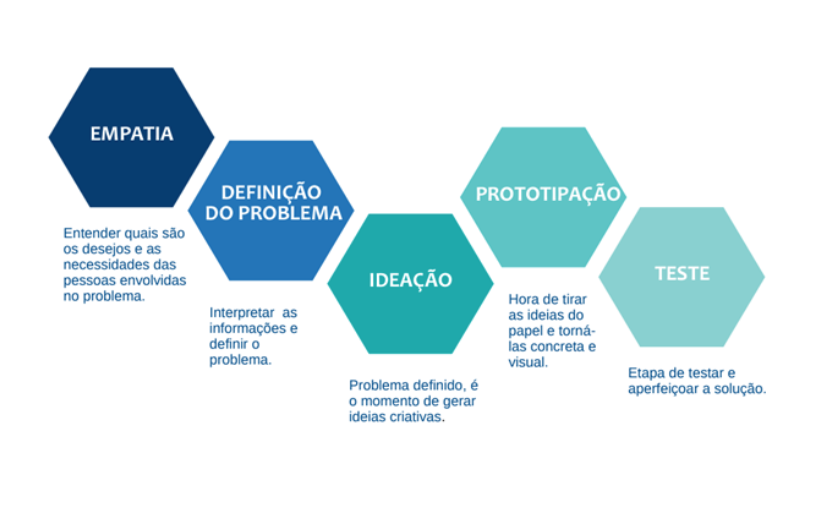 EMPATIA
Entender quais são
os desejos e as
necessidades das
pessoas envolvidas
no problema.
DEFINIÇÃO
DO PROBLEMA
Interpretar as
informações e
definir o
problema.
IDEAÇÃO
Problema definido, é
o momento de gerar
ideias criativas.
PROTOTIPAÇÃO
Hora de tirar
as ideias do
papel e torná-
las concreta e
visual.
TESTE
Etapa de testar e
aperfeiçoar a solução.